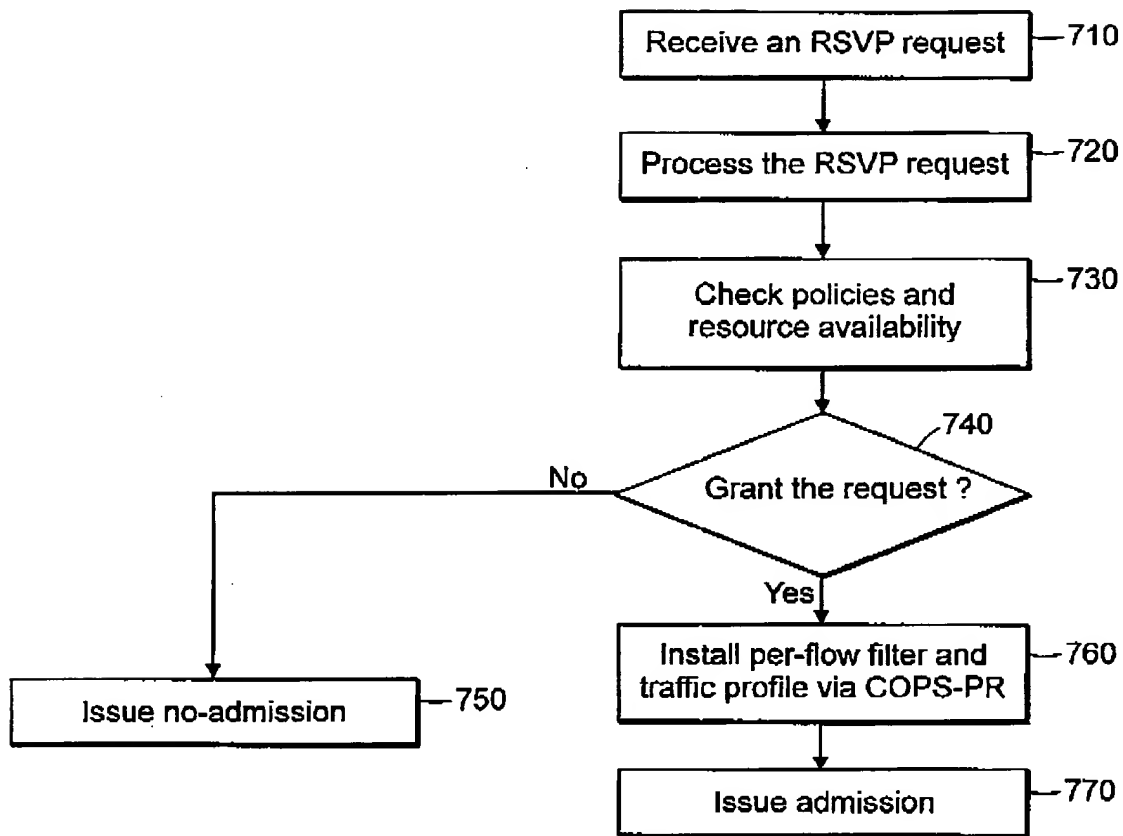 Receive an RSVP request
710
Process the RSVP request
720
Check policies and
resource availability
730
740
Grant the request ?
No
Yes
Install per-flow filter and
traffic profile via COPS-PR
760
Issue no-admission
750
Issue admission
770